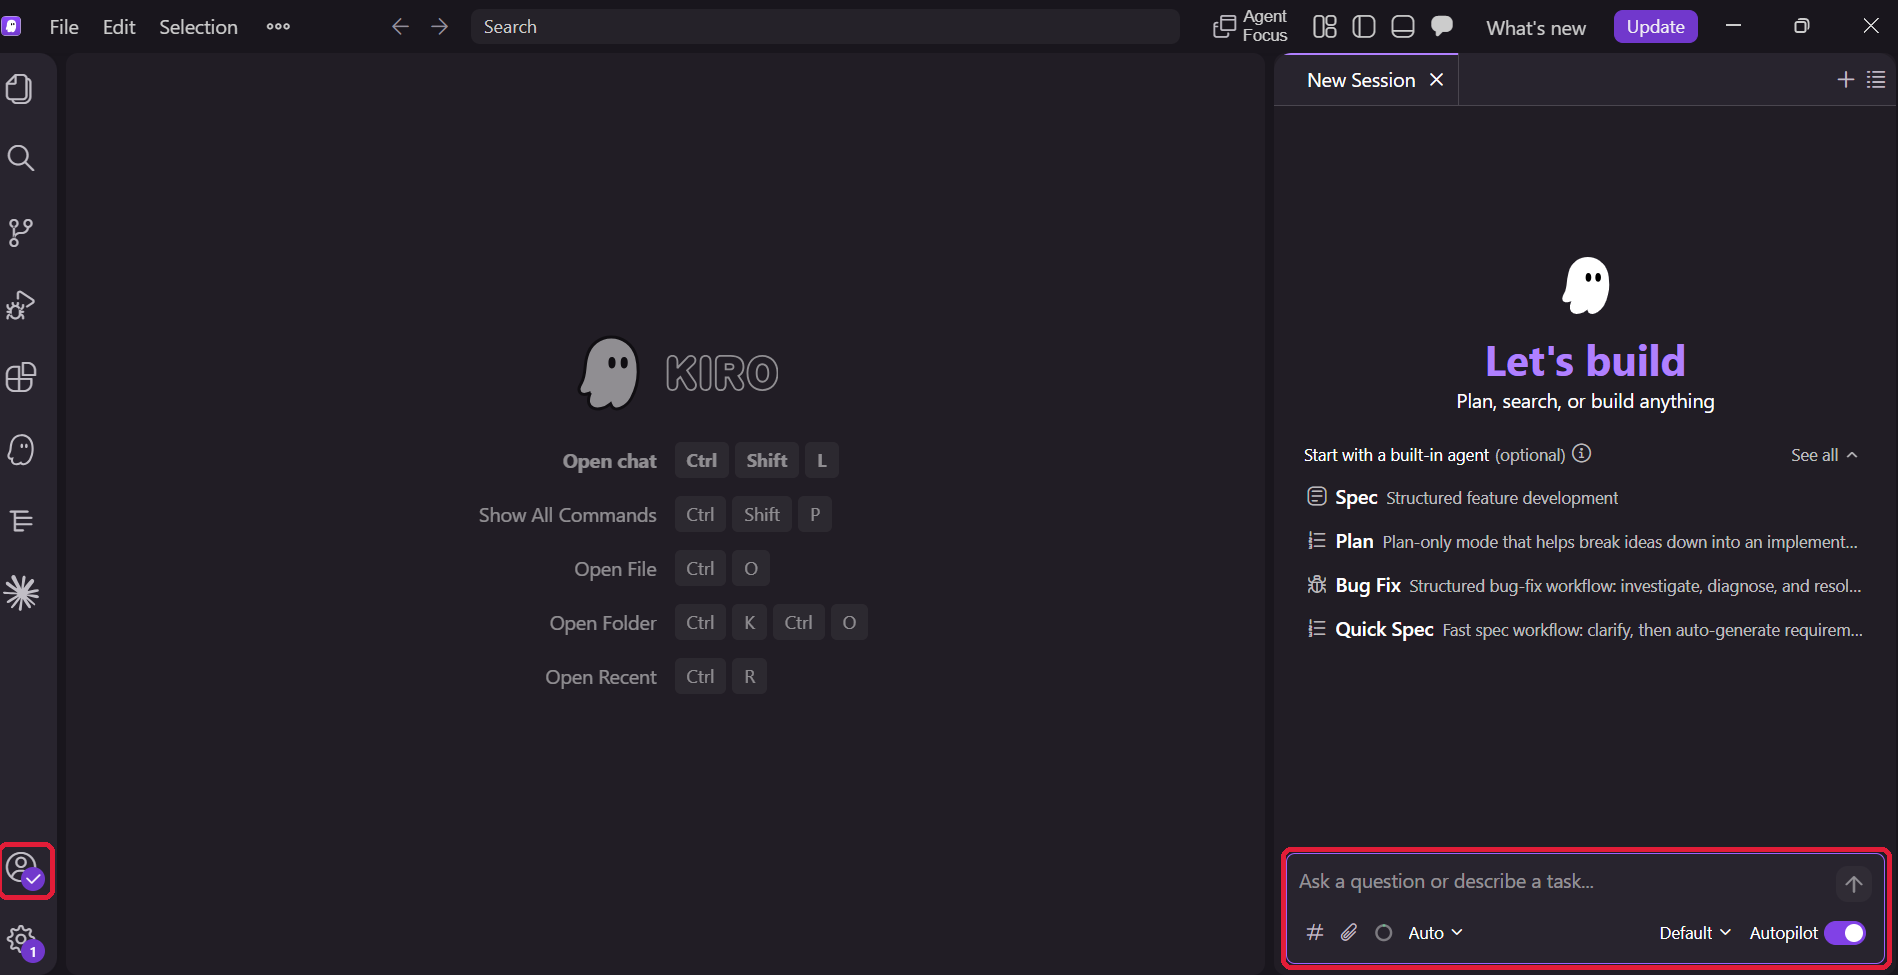 File Edit Selection
Search
Agent Focus
What's new
Update
New Session
KIRO
Open chat Ctrl Shift L
Show All Commands Ctrl Shift P
Open File Ctrl O
Open Folder Ctrl K Ctrl O
Open Recent Ctrl R
Let's build
Plan, search, or build anything
Start with a built-in agent (optional) See all
Spec Structured feature development
Plan Plan-only mode that helps break ideas down into an implement...
Bug Fix Structured bug-fix workflow: investigate, diagnose, and resol...
Quick Spec Fast spec workflow: clarify, then auto-generate requirem...
Ask a question or describe a task...
# Auto Default Autopilot
1